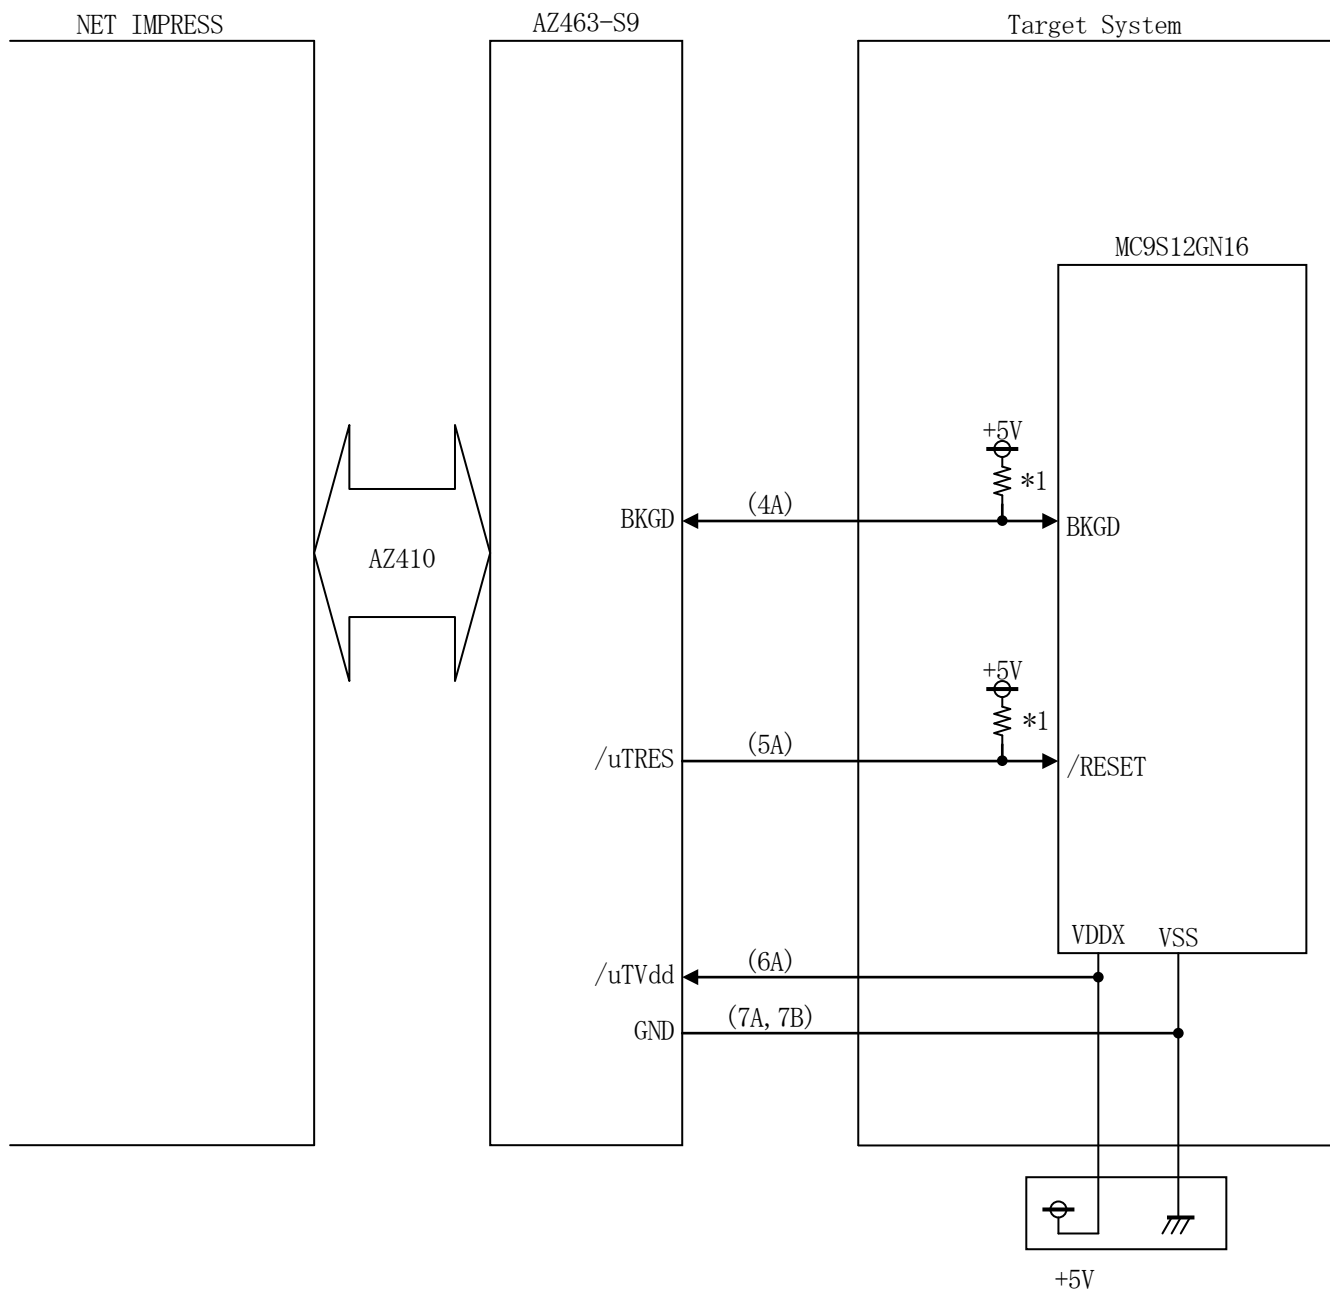 NET IMPRESS
AZ463-S9
Target System
MC9S12GN16
+5V
*1
BKGD
(4A)
BKGD
AZ410
+5V
*1
/uTRES
(5A)
/RESET
VDDX
VSS
/uTVdd
(6A)
GND
(7A, 7B)
+5V